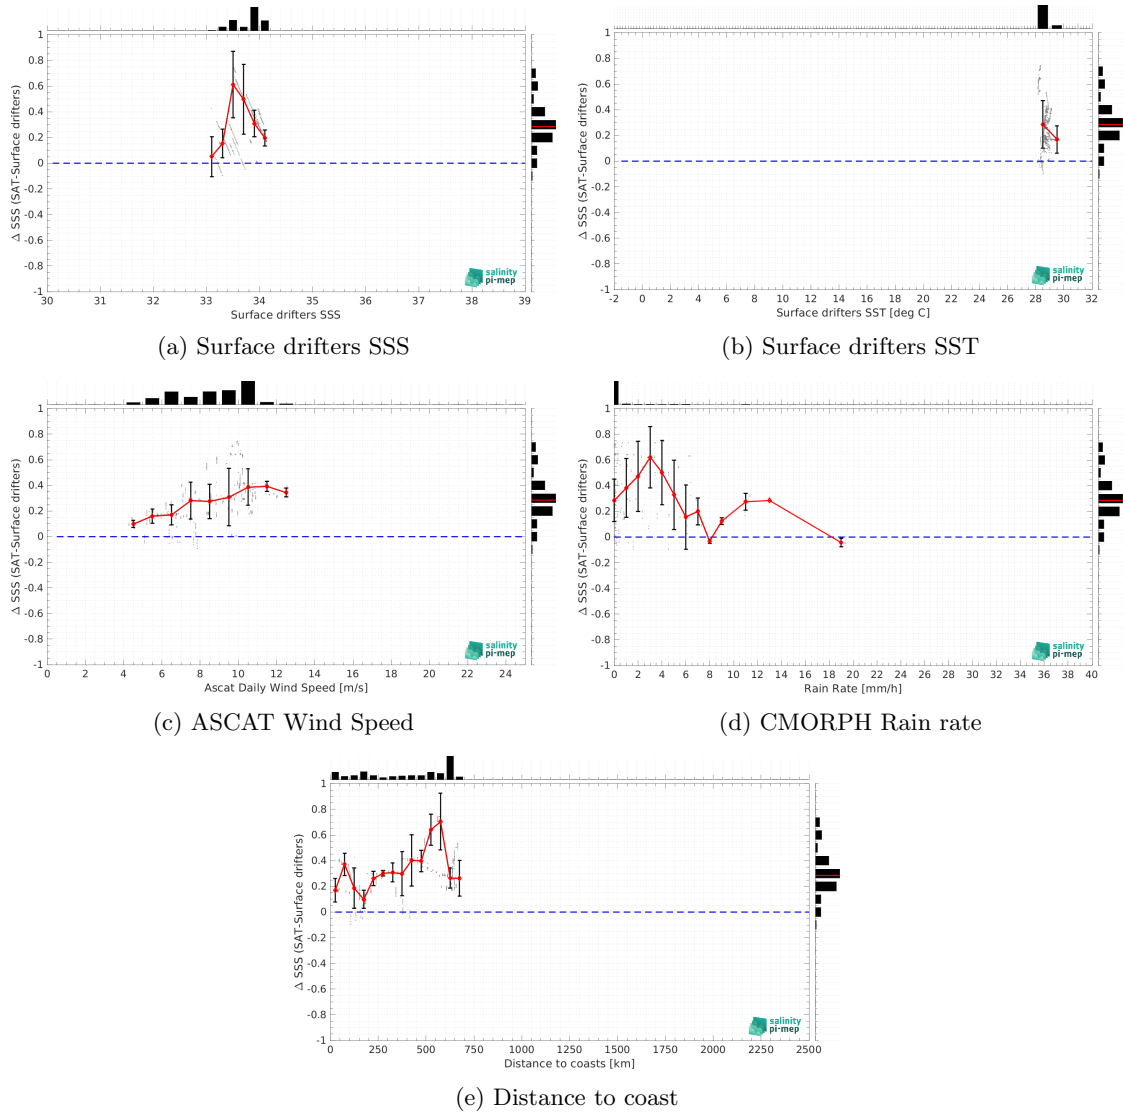 1
0.8
0.6
0.4
0.2
0
-0.2
-0.4
-0.6
-0.8
-1
Δ SSS (SAT-Surface drifters)
30 31 32 33 34 35 36 37 38 39
Surface drifters SSS
salinity
pi-mep
(a) Surface drifters SSS
1
0.8
0.6
0.4
0.2
0
-0.2
-0.4
-0.6
-0.8
-1
Δ SSS (SAT-Surface drifters)
-2 0 2 4 6 8 10 12 14 16 18 20 22 24 26 28 30 32
Surface drifters SST [deg C]
salinity
pi-mep
(b) Surface drifters SST
1
0.8
0.6
0.4
0.2
0
-0.2
-0.4
-0.6
-0.8
-1
Δ SSS (SAT-Surface drifters)
0 2 4 6 8 10 12 14 16 18 20 22 24
Ascat Daily Wind Speed [m/s]
salinity
pi-mep
(c) ASCAT Wind Speed
1
0.8
0.6
0.4
0.2
0
-0.2
-0.4
-0.6
-0.8
-1
Δ SSS (SAT-Surface drifters)
0 2 4 6 8 10 12 14 16 18 20 22 24 26 28 30 32 34 36 38 40
Rain Rate [mm/h]
salinity
pi-mep
(d) CMORPH Rain rate
1
0.8
0.6
0.4
0.2
0
-0.2
-0.4
-0.6
-0.8
-1
Δ SSS (SAT-Surface drifters)
0 250 500 750 1000 1250 1500 1750 2000 2250 2500
Distance to coasts [km]
salinity
pi-mep
(e) Distance to coast